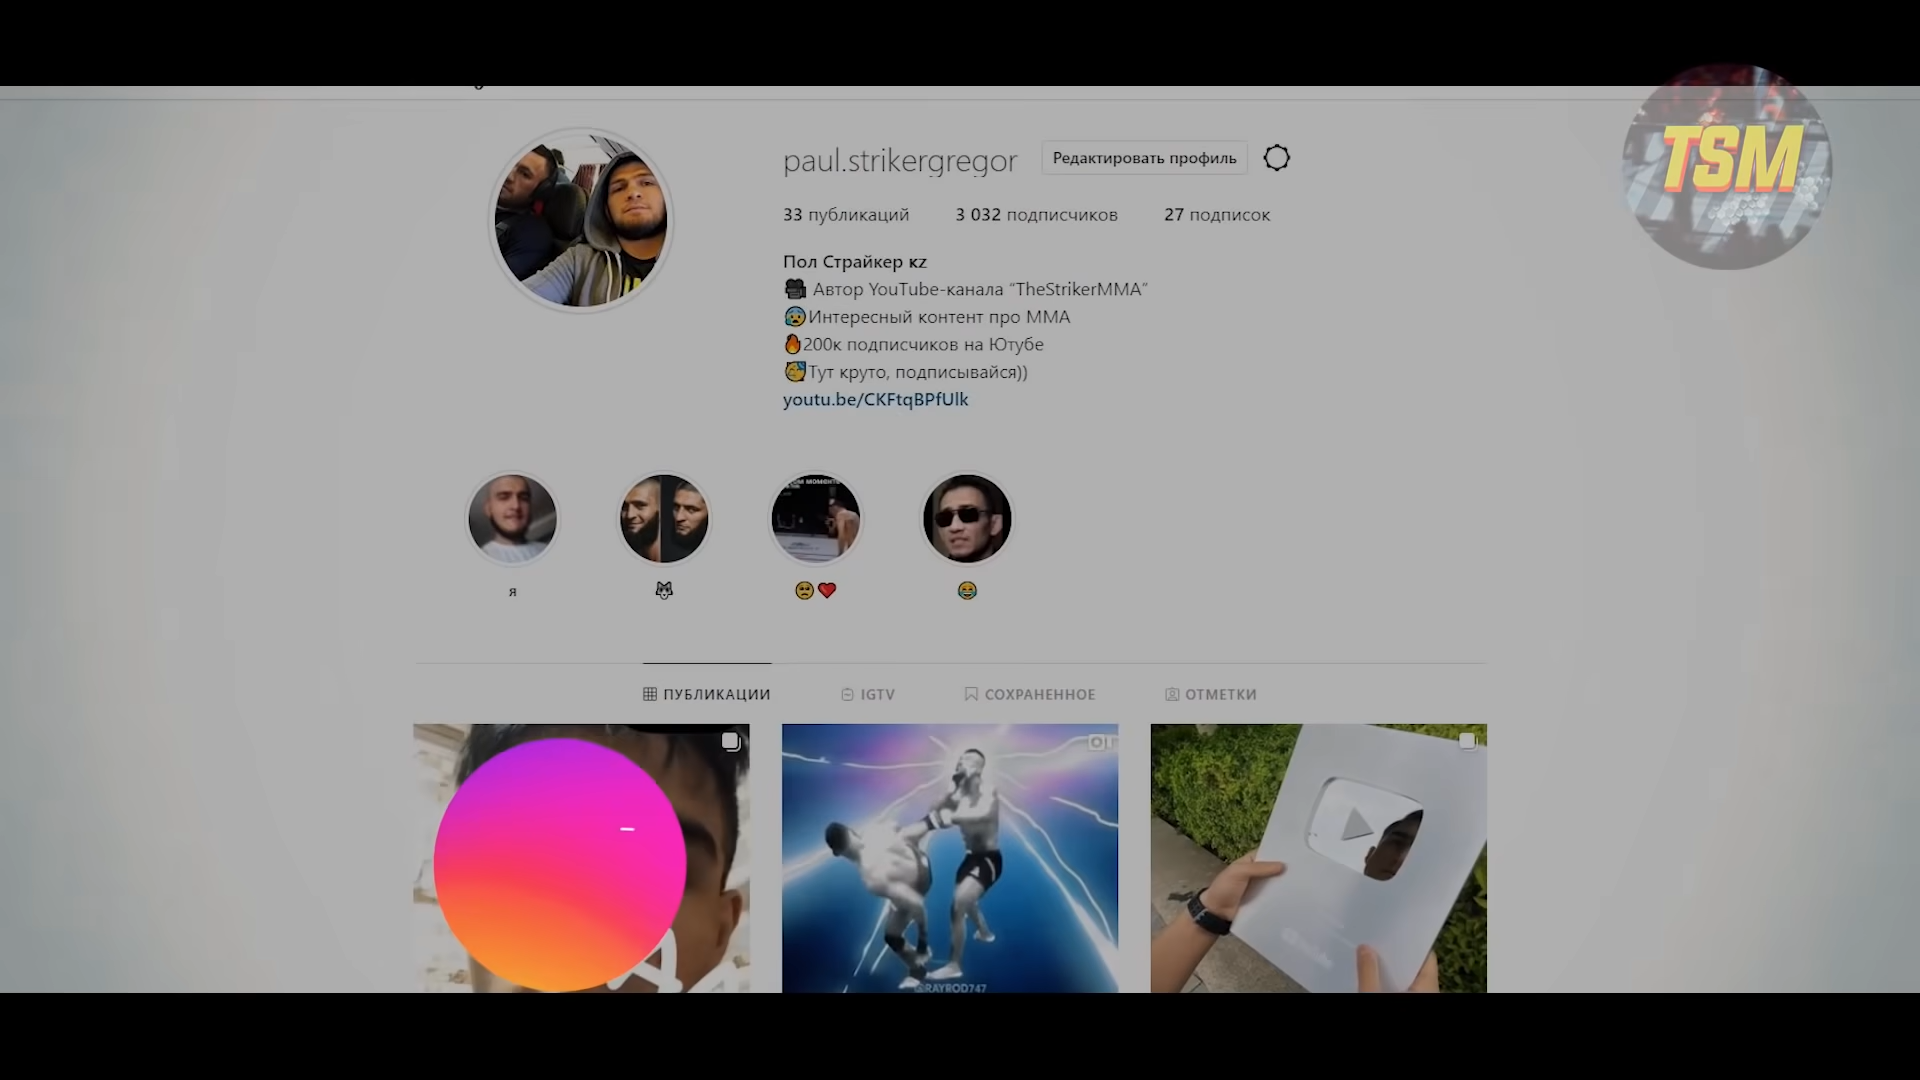 TSM
paul.strikergregor
Редактировать профиль
33 публикаций 3 032 подписчиков 27 подписок
Пол Страйкер kz
Автор YouTube-канала “TheStrikerMMA”
Интересный контент про ММА
200к подписчиков на Ютубе
Тут круто, подписывайся))
youtu.be/CKFtqBPfUlk
я
ПУБЛИКАЦИИ
IGTV
СОХРАНЕННОЕ
ОТМЕТКИ
@RAYROD747